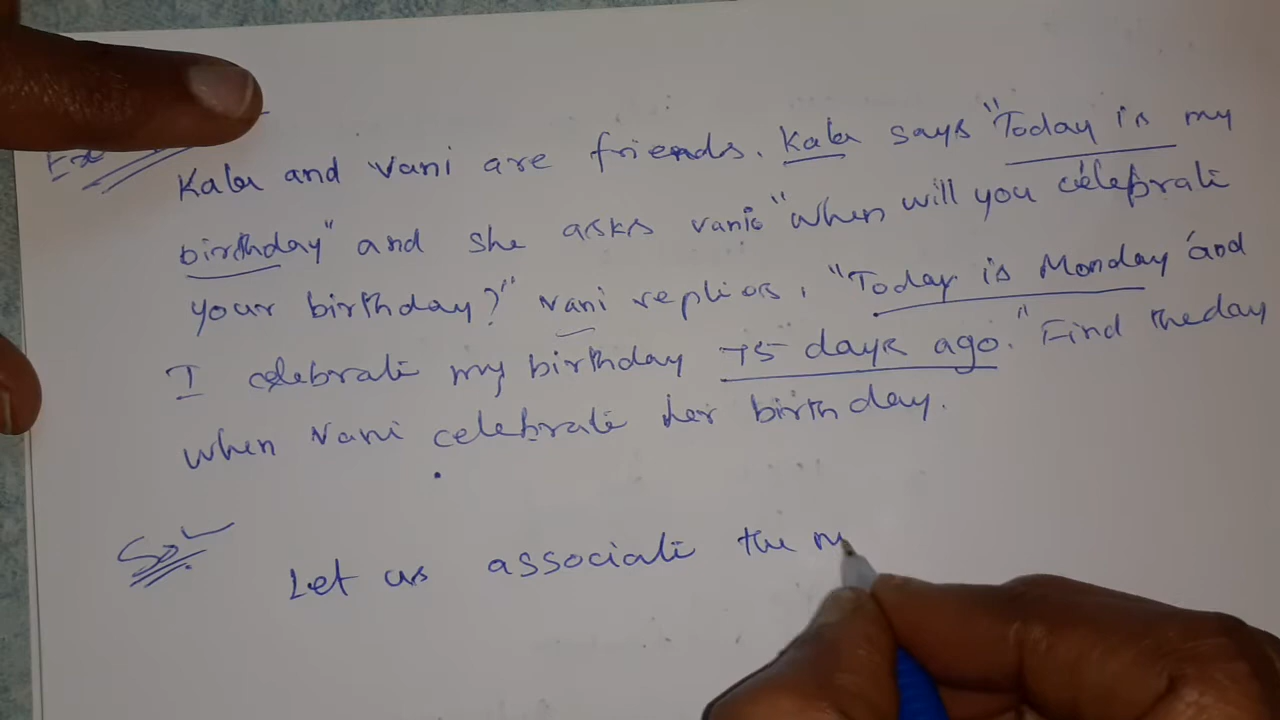 Kala and Vani are friends. Kala says "Today is my
birthday" and she asks vani "when will you celebrate
your birthday?" Vani replies, "Today is Monday and
I celebrate my birthday 75 days ago." Find the day
when Vani celebrate her birthday.
Sol
Let us associate the